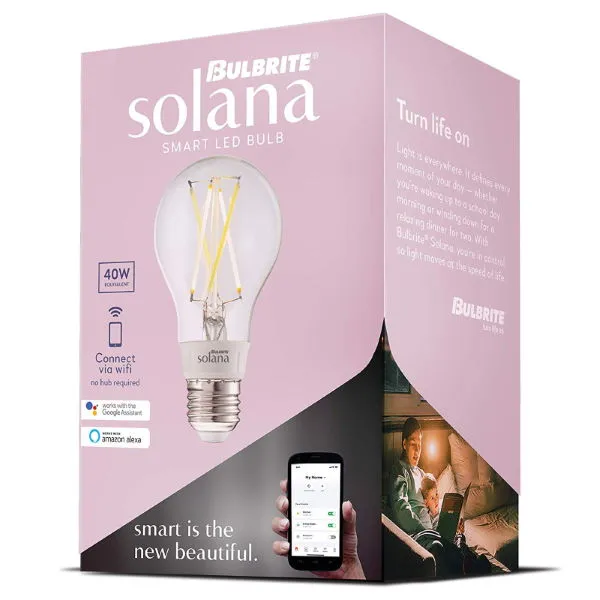 BULBRITE®
solana
SMART LED BULB
40W
EQUIVALENT
Connect
via wifi
no hub required
works with the
Google Assistant
WORKS WITH
amazon alexa
BULBRITE
solana
smart is the
new beautiful.
My Home
Turn life on
Light is everywhere. It defines every
moment of your day — whether
you're waking up to a school day
morning or winding down for a
relaxing dinner for two. With
Bulbrite® Solana, you're in control,
so light moves at the speed of life.
BULBRITE
turn life on